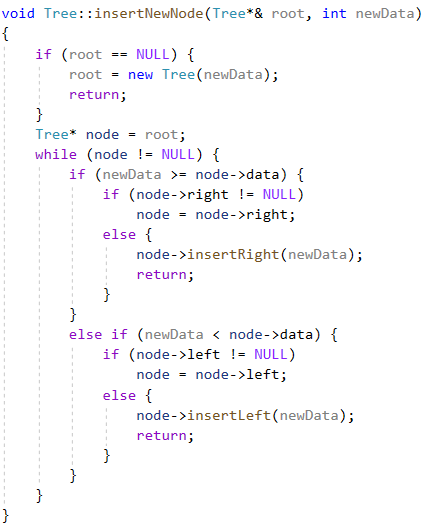 void Tree::insertNewNode(Tree*& root, int newData)
{
    if (root == NULL) {
        root = new Tree(newData);
        return;
    }
    Tree* node = root;
    while (node != NULL) {
        if (newData >= node->data) {
            if (node->right != NULL)
                node = node->right;
            else {
                node->insertRight(newData);
                return;
            }
        }
        else if (newData < node->data) {
            if (node->left != NULL)
                node = node->left;
            else {
                node->insertLeft(newData);
                return;
            }
        }
    }
}